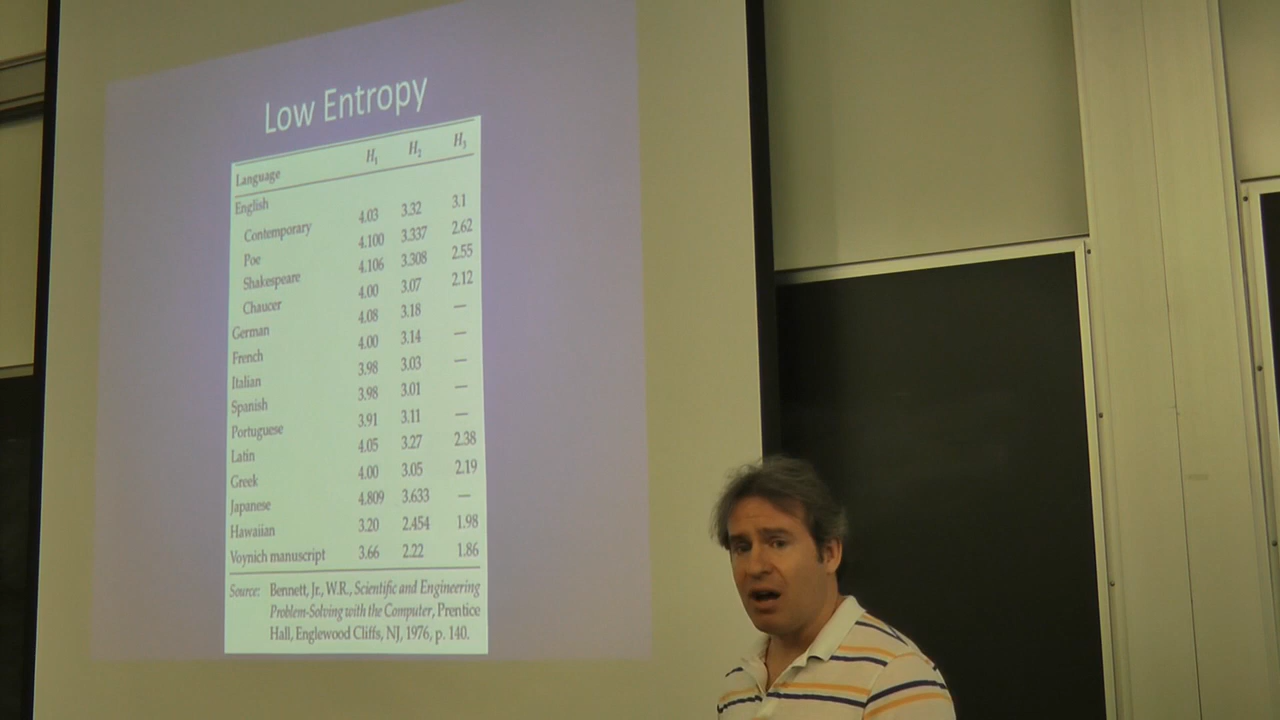 Low Entropy
Language H₁ H₂ H₃
English
Contemporary 4.03 3.32 3.1
Poe 4.100 3.337 2.62
Shakespeare 4.106 3.308 2.55
Chaucer 4.00 3.07 2.12
German 4.08 3.18 —
French 4.00 3.14 —
Italian 3.98 3.03 —
Spanish 3.98 3.01 —
Portuguese 3.91 3.11 —
Latin 4.05 3.27 2.38
Greek 4.00 3.05 2.19
Japanese 4.809 3.633 —
Hawaiian 3.20 2.454 1.98
Voynich manuscript 3.66 2.22 1.86
Source: Bennett, Jr., W.R., Scientific and Engineering
Problem-Solving with the Computer, Prentice
Hall, Englewood Cliffs, NJ, 1976, p. 140.